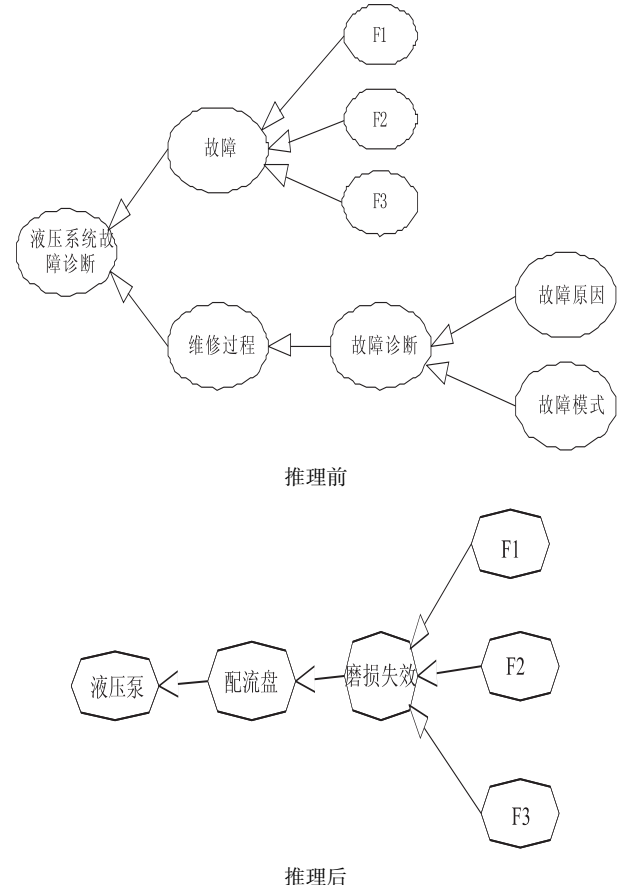 F1
F2
故障
F3
液压系统故
障诊断
故障原因
维修过程
故障诊断
故障模式
推理前
F1
F2
磨损失效
配流盘
液压泵
F3
推理后